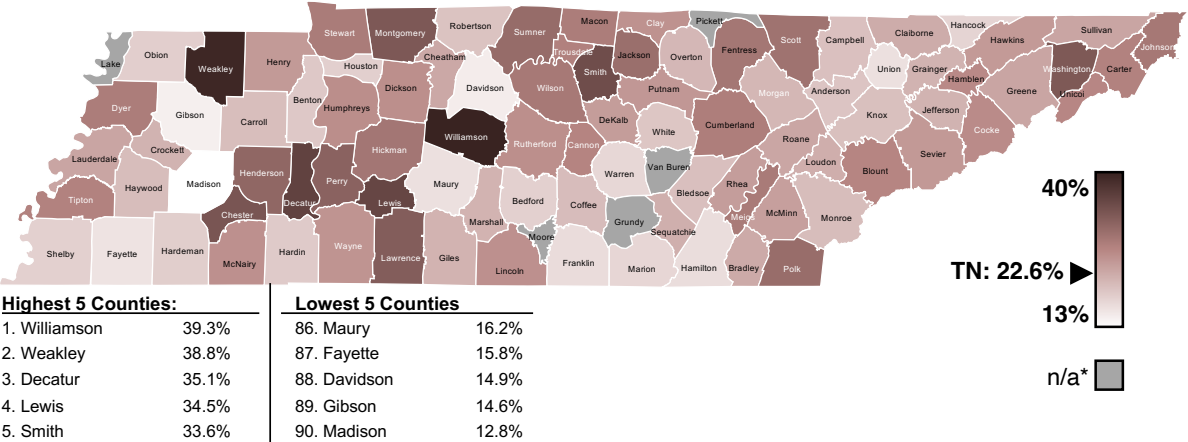 Lake
Obion
Weakley
Henry
Stewart
Montgomery
Robertson
Sumner
Macon
Clay
Pickett
Fentress
Scott
Campbell
Claiborne
Hancock
Hawkins
Sullivan
Johnson
Houston
Cheatham
Trousdale
Smith
Jackson
Overton
Union
Grainger
Hamblen
Washington
Carter
Unicoi
Greene
Dyer
Gibson
Carroll
Benton
Humphreys
Dickson
Davidson
Wilson
Putnam
Morgan
Anderson
Knox
Jefferson
Cocke
Lauderdale
Crockett
Haywood
Madison
Henderson
Decatur
Perry
Hickman
Williamson
Rutherford
Cannon
DeKalb
White
Cumberland
Roane
Loudon
Blount
Sevier
Tipton
Chester
Lewis
Maury
Marshall
Bedford
Coffee
Warren
Van Buren
Bledsoe
Rhea
Meigs
McMinn
Monroe
Grundy
Sequatchie
Moore
Shelby
Fayette
Hardeman
McNairy
Hardin
Wayne
Lawrence
Giles
Lincoln
Franklin
Marion
Hamilton
Bradley
Polk
40%
TN: 22.6%
13%
n/a*
Highest 5 Counties:
1. Williamson 39.3%
2. Weakley 38.8%
3. Decatur 35.1%
4. Lewis 34.5%
5. Smith 33.6%
Lowest 5 Counties
86. Maury 16.2%
87. Fayette 15.8%
88. Davidson 14.9%
89. Gibson 14.6%
90. Madison 12.8%